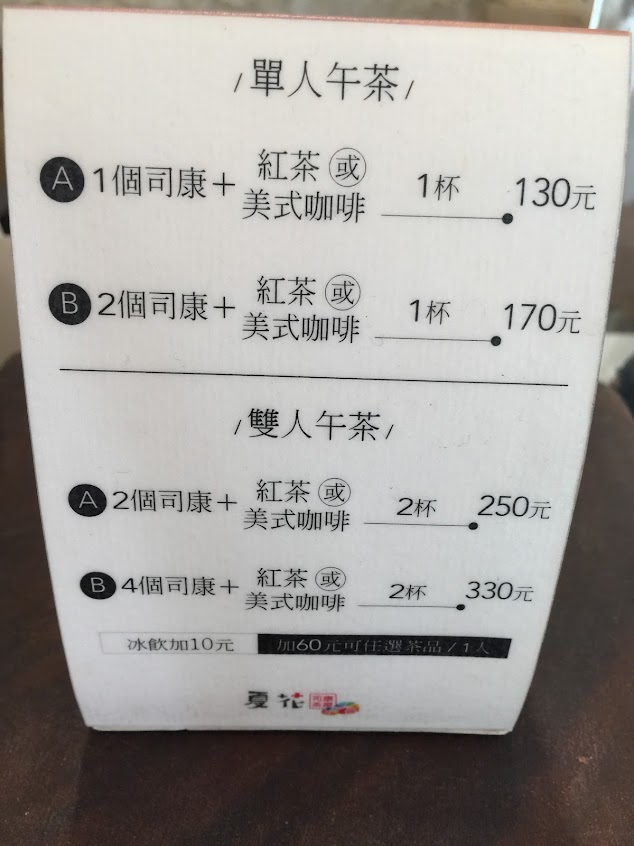 /單人午茶/
A 1個司康+ 紅茶或美式咖啡 1杯 130元
B 2個司康+ 紅茶或美式咖啡 1杯 170元
/雙人午茶/
A 2個司康+ 紅茶或美式咖啡 2杯 250元
B 4個司康+ 紅茶或美式咖啡 2杯 330元
冰飲加10元 加60元可任選茶品/1人
夏花